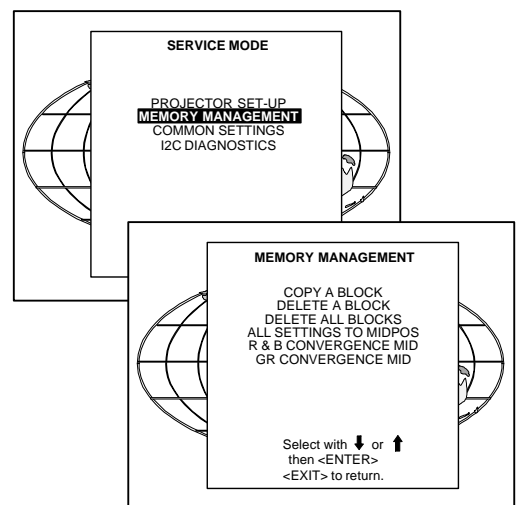 SERVICE MODE
PROJECTOR SET-UP
MEMORY MANAGEMENT
COMMON SETTINGS
I2C DIAGNOSTICS
MEMORY MANAGEMENT
COPY A BLOCK
DELETE A BLOCK
DELETE ALL BLOCKS
ALL SETTINGS TO MIDPOS
R & B CONVERGENCE MID
GR CONVERGENCE MID
Select with ⬇ or ⬆
then <ENTER>
<EXIT> to return.